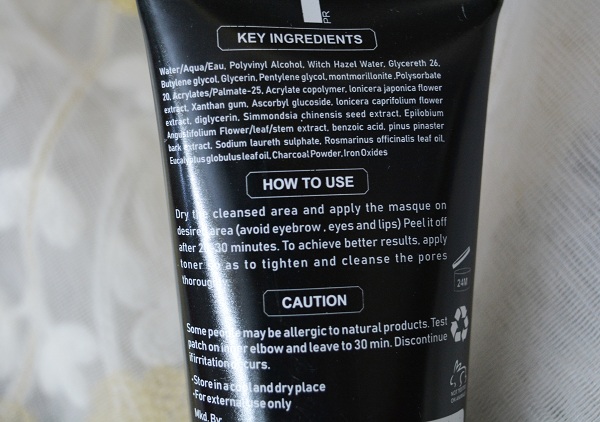 PR
KEY INGREDIENTS
Water/Aqua/Eau, Polyvinyl Alcohol, Witch Hazel Water, Glycereth 26,
Butylene glycol, Glycerin, Pentylene glycol, montmorillonite ,Polysorbate
20, Acrylates/Palmate-25, Acrylate copolymer, lonicera japonica flower
extract, Xanthan gum, Ascorbyl glucoside, lonicera caprifolium flower
extract, diglycerin, Simmondsia chinensis seed extract, Epilobium
Angustifolium Flower/leaf/stem extract, benzoic acid, pinus pinaster
bark extract, Sodium laureth sulphate, Rosmarinus officinalis leaf oil,
Eucalyptus globulus leaf oil, Charcoal Powder, Iron Oxides
HOW TO USE
Dry the cleansed area and apply the masque on
desired area (avoid eyebrow , eyes and lips) Peel it off
after 30 minutes. To achieve better results, apply
toner as to tighten and cleanse the pores
CAUTION
Some people may be allergic to natural products. Test
patch on inner elbow and leave to 30 min. Discontinue
if irritation occurs.
-Store in a cool and dry place
-For external use only
Mkd. By
24M